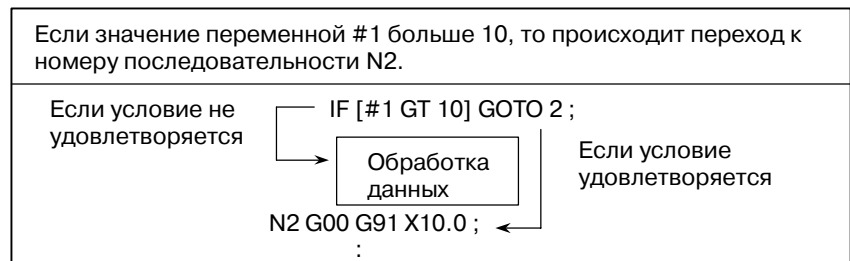 Если значение переменной #1 больше 10, то происходит переход к
номеру последовательности N2.
Если условие не
удовлетворяется
IF [#1 GT 10] GOTO 2 ;
Обработка
данных
Если условие
удовлетворяется
N2 G00 G91 X10.0 ;
: